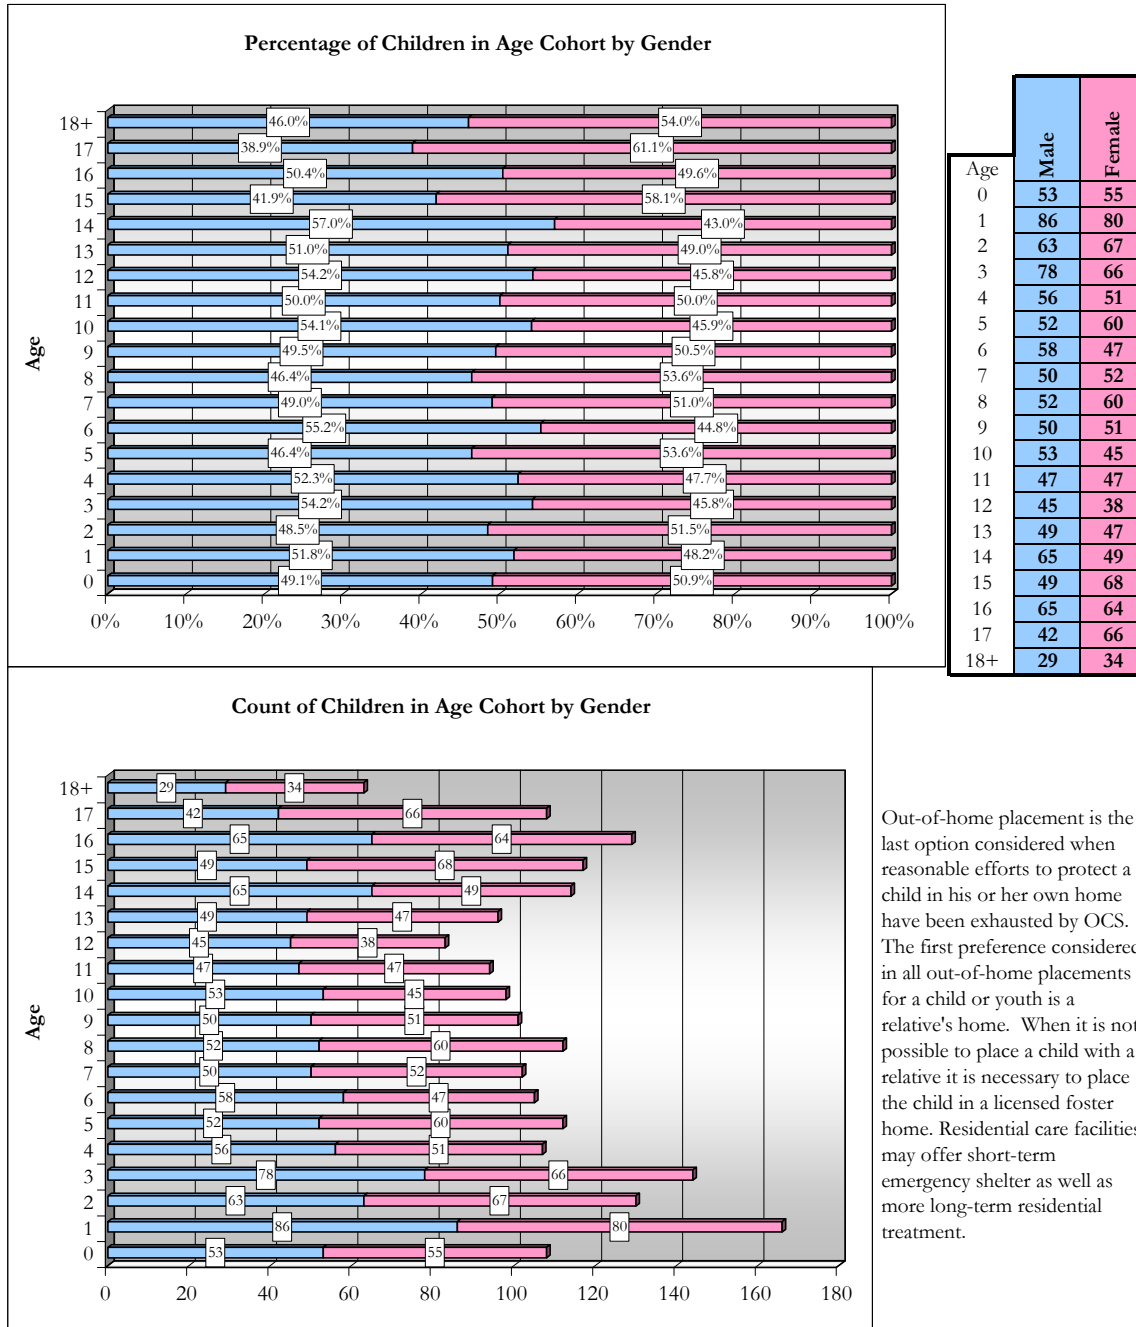 Percentage of Children in Age Cohort by Gender
Age
18+ 46.0% 54.0%
17 38.9% 61.1%
16 50.4% 49.6%
15 41.9% 58.1%
14 57.0% 43.0%
13 51.0% 49.0%
12 54.2% 45.8%
11 50.0% 50.0%
10 54.1% 45.9%
9 49.5% 50.5%
8 46.4% 53.6%
7 49.0% 51.0%
6 55.2% 44.8%
5 46.4% 53.6%
4 52.3% 47.7%
3 54.2% 45.8%
2 48.5% 51.5%
1 51.8% 48.2%
0 49.1% 50.9%
0% 10% 20% 30% 40% 50% 60% 70% 80% 90% 100%
Age Male Female
0 53 55
1 86 80
2 63 67
3 78 66
4 56 51
5 52 60
6 58 47
7 50 52
8 52 60
9 50 51
10 53 45
11 47 47
12 45 38
13 49 47
14 65 49
15 49 68
16 65 64
17 42 66
18+ 29 34
Count of Children in Age Cohort by Gender
Age
18+ 29 34
17 42 66
16 65 64
15 49 68
14 65 49
13 49 47
12 45 38
11 47 47
10 53 45
9 50 51
8 52 60
7 50 52
6 58 47
5 52 60
4 56 51
3 78 66
2 63 67
1 86 80
0 53 55
0 20 40 60 80 100 120 140 160 180
Out-of-home placement is the
last option considered when
reasonable efforts to protect a
child in his or her own home
have been exhausted by OCS.
The first preference considered
in all out-of-home placements
for a child or youth is a
relative's home. When it is not
possible to place a child with a
relative it is necessary to place
the child in a licensed foster
home. Residential care facilities
may offer short-term
emergency shelter as well as
more long-term residential
treatment.